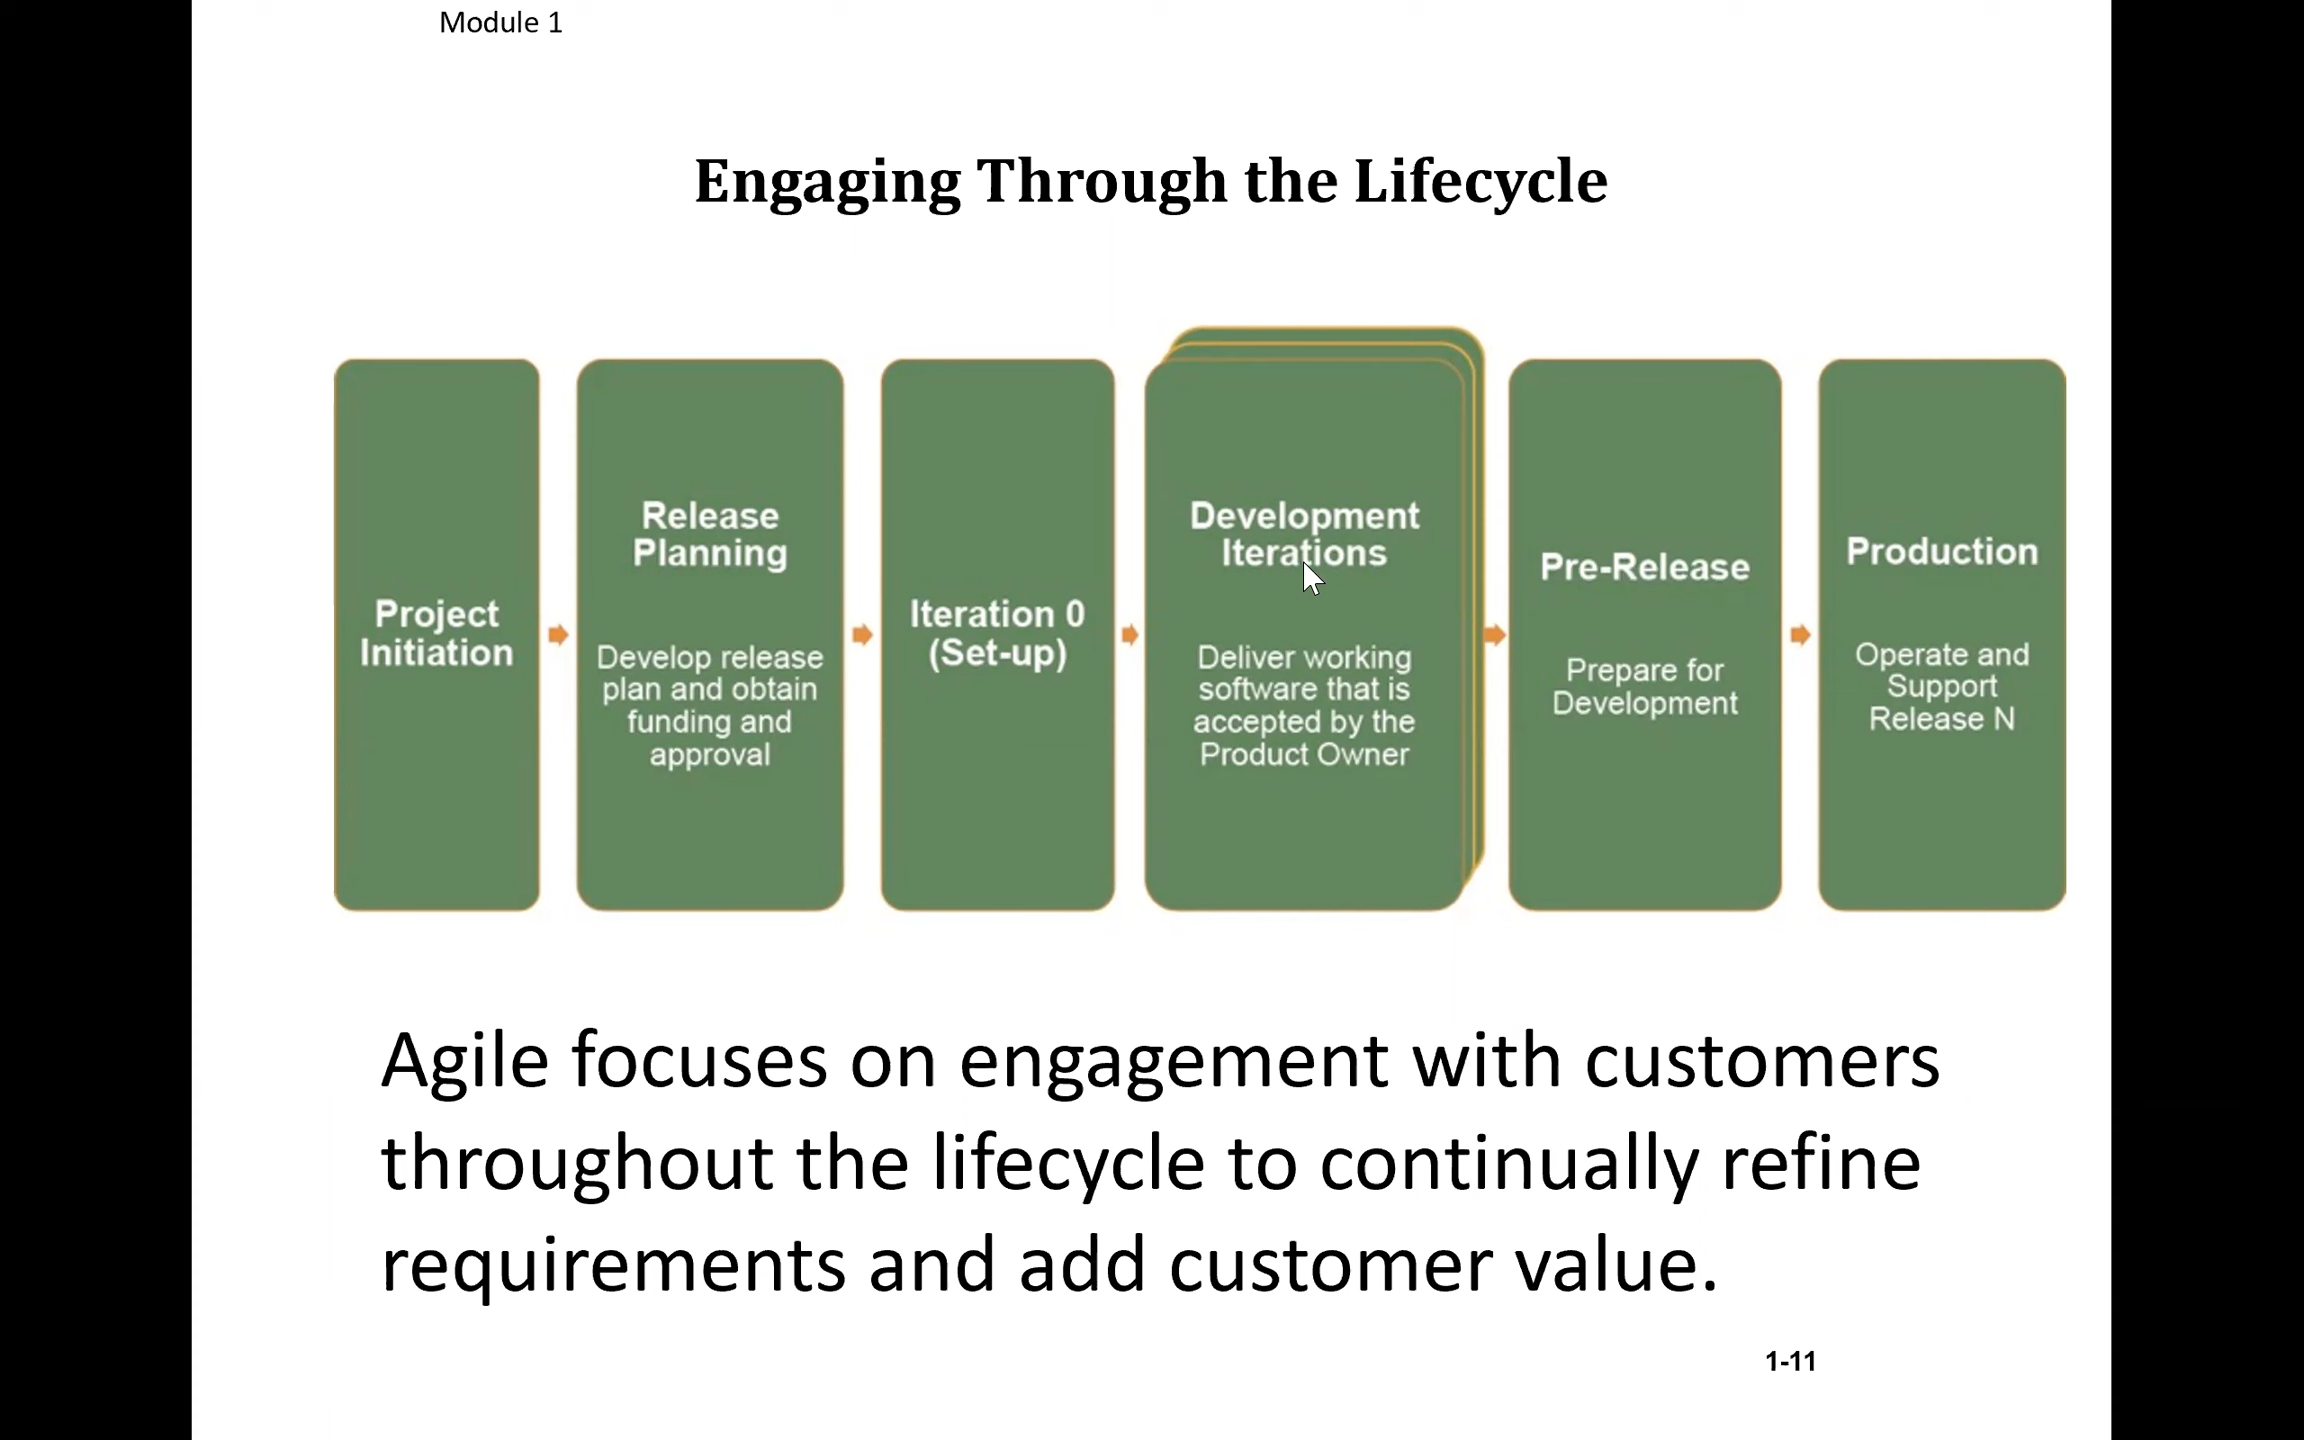 Module 1
Engaging Through the Lifecycle
Project
Initiation
Release
Planning
Develop release
plan and obtain
funding and
approval
Iteration 0
(Set-up)
Development
Iterations
Deliver working
software that is
accepted by the
Product Owner
Pre-Release
Prepare for
Development
Production
Operate and
Support
Release N
Agile focuses on engagement with customers
throughout the lifecycle to continually refine
requirements and add customer value.
1-11